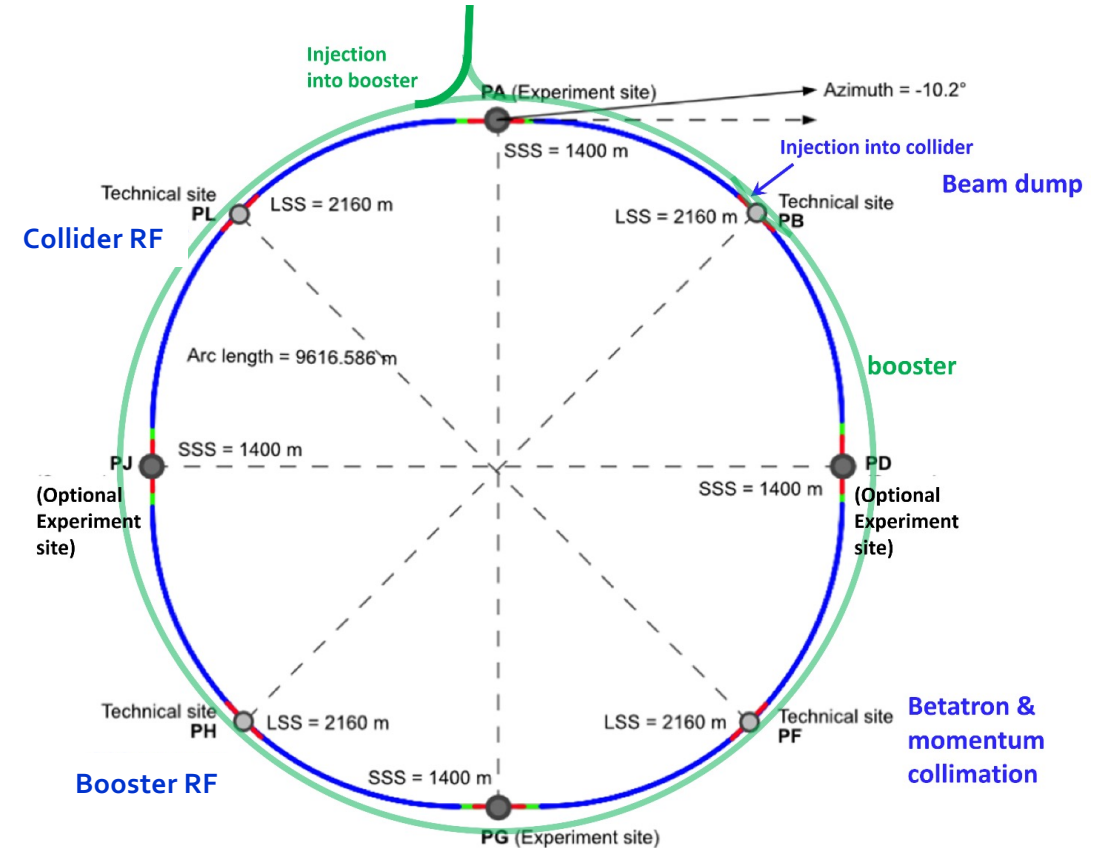 Injection
into booster
PA (Experiment site)
Azimuth = -10.2°
SSS = 1400 m
Injection into collider
Beam dump
Technical site
PL
LSS = 2160 m
LSS = 2160 m
Technical site
PB
Collider RF
Arc length = 9616.586 m
booster
SSS = 1400 m
PJ
PD
SSS = 1400 m
(Optional
Experiment
site)
(Optional
Experiment
site)
Technical site
PH
LSS = 2160 m
LSS = 2160 m
Technical site
PF
Betatron &
momentum
collimation
Booster RF
SSS = 1400 m
PG (Experiment site)